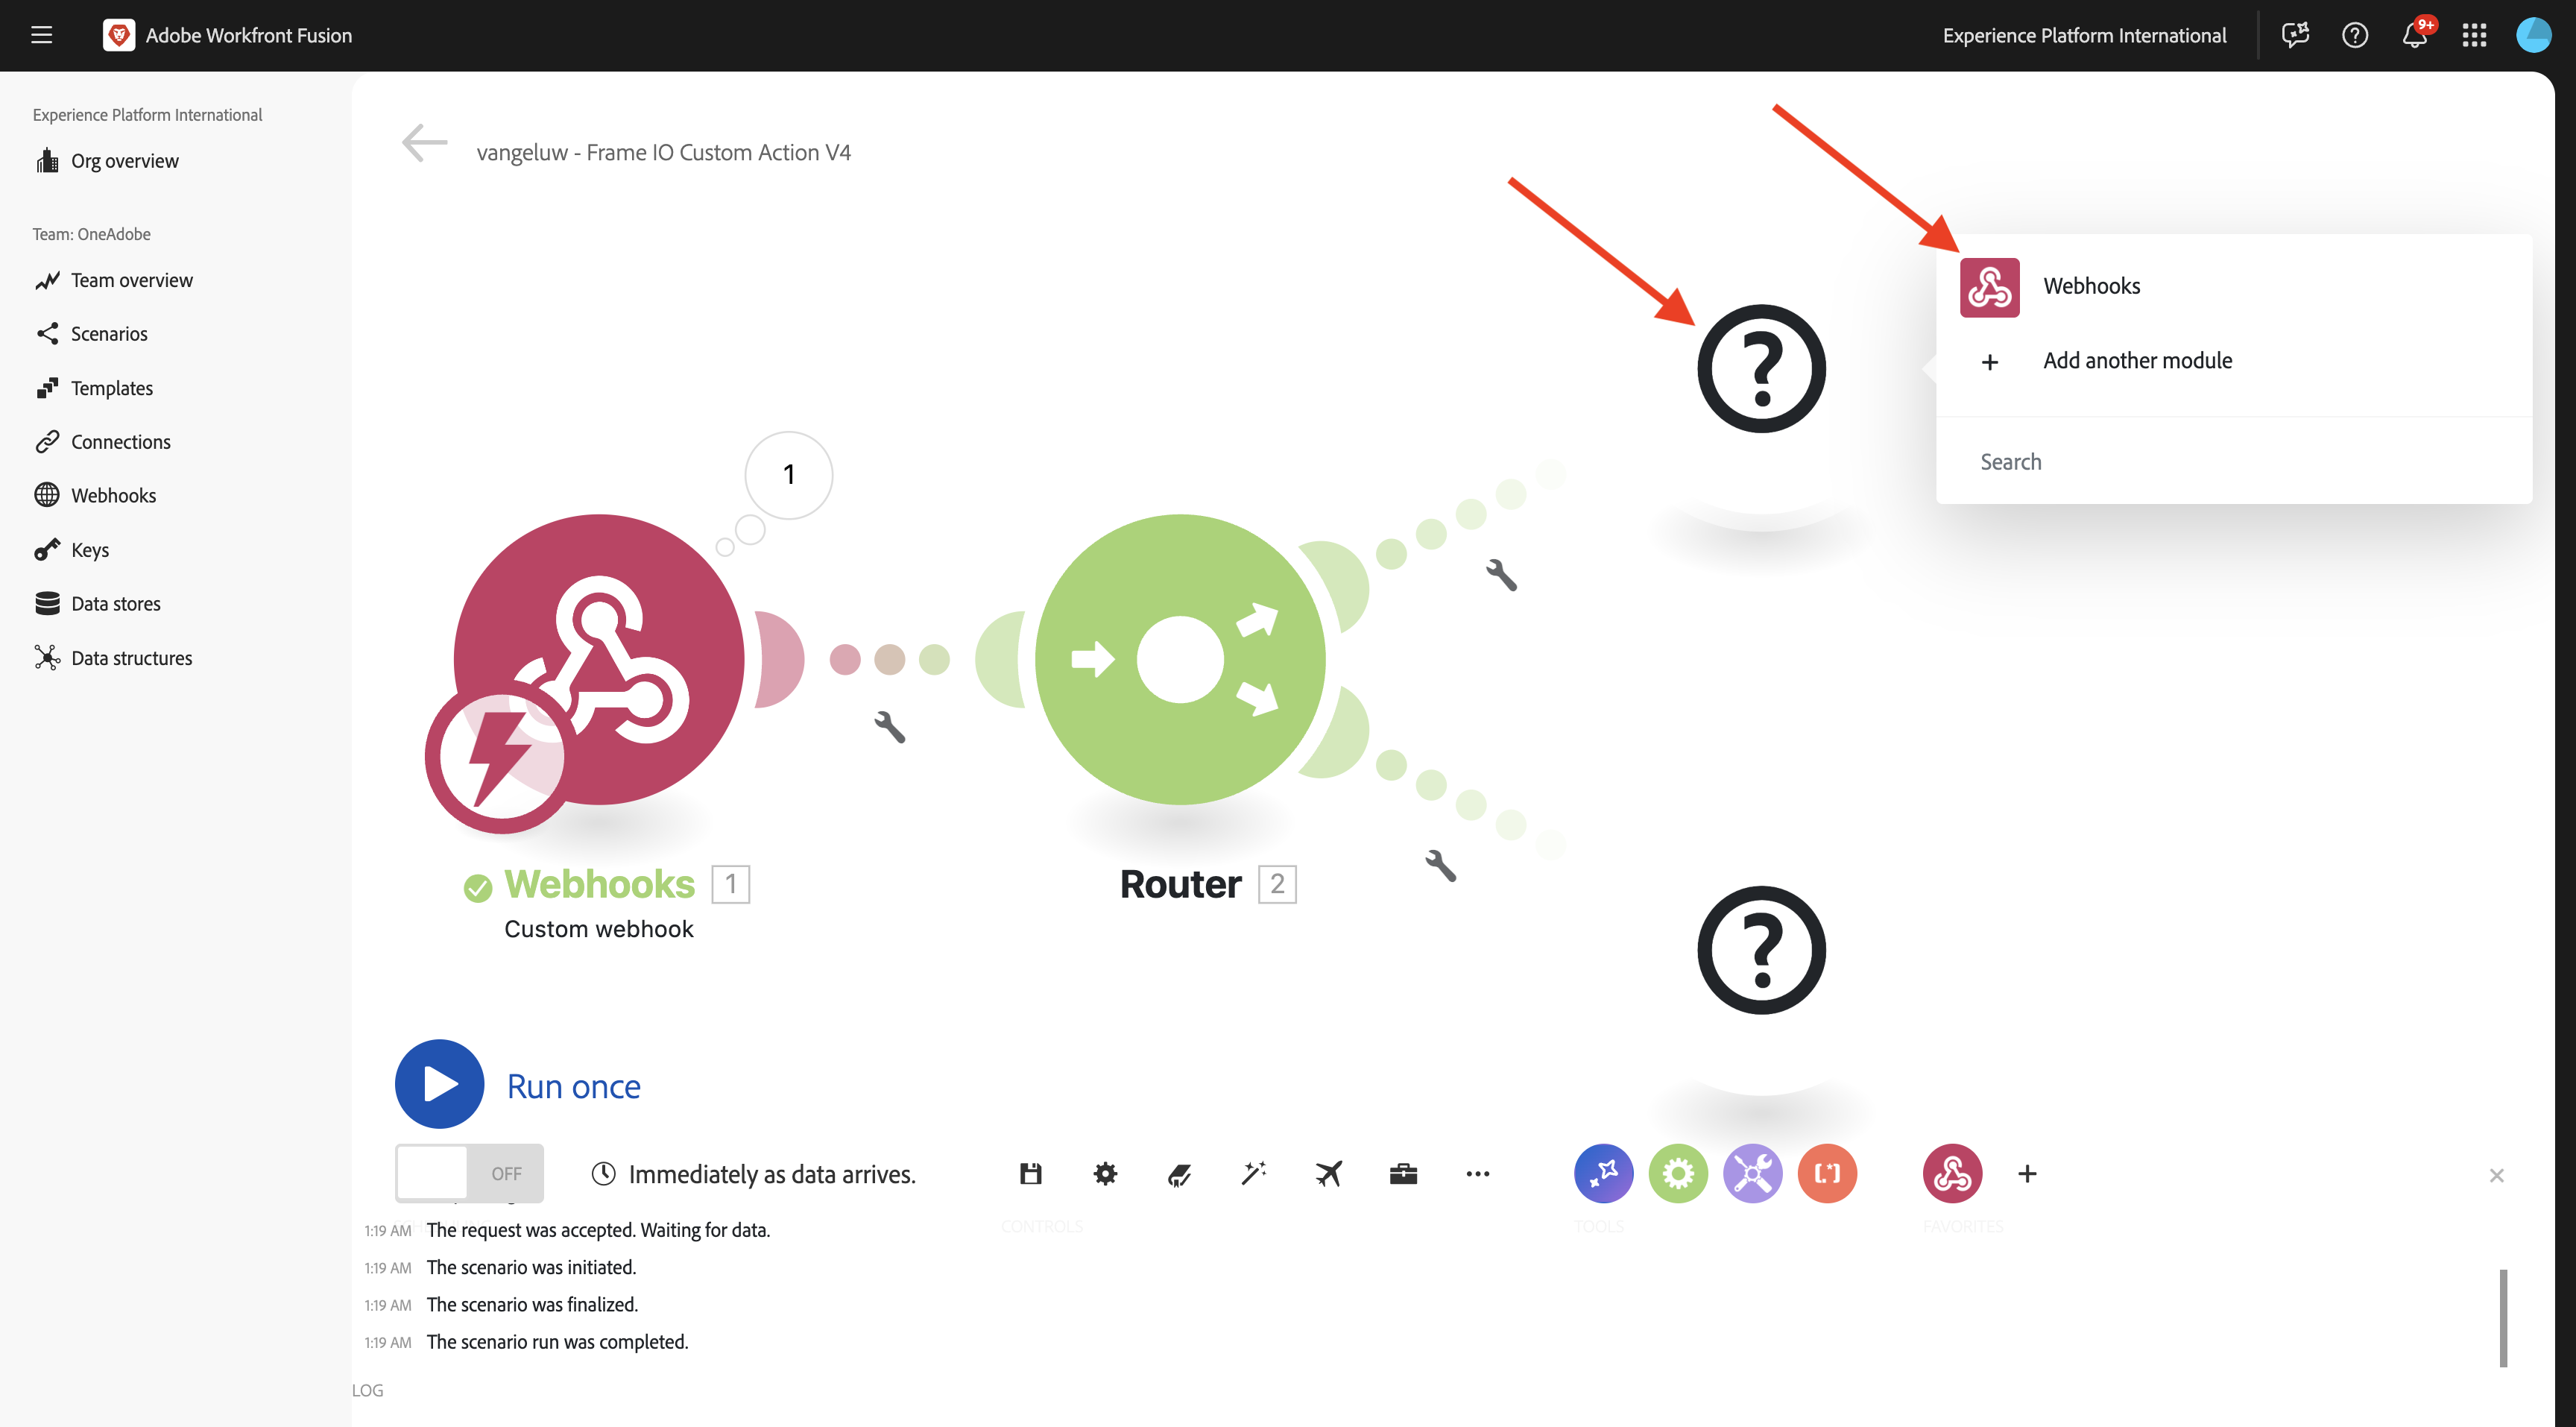 Adobe Workfront Fusion
Experience Platform International
9+
Experience Platform International
Org overview
Team: OneAdobe
Team overview
Scenarios
Templates
Connections
Webhooks
Keys
Data stores
Data structures
vangeluw - Frame IO Custom Action V4
Webhooks
Add another module
Search
1
?
Webhooks 1
Custom webhook
Router 2
?
Run once
OFF
Immediately as data arrives.
CONTROLS
TOOLS
FAVORITES
1:19 AM The request was accepted. Waiting for data.
1:19 AM The scenario was initiated.
1:19 AM The scenario was finalized.
1:19 AM The scenario run was completed.
LOG